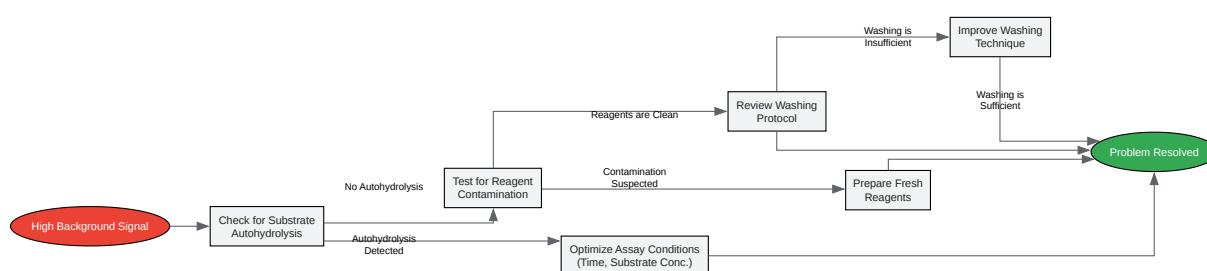 High Background Signal
Check for Substrate
Autohydrolysis
No Autohydrolysis
Autohydrolysis
Detected
Test for Reagent
Contamination
Optimize Assay Conditions
(Time, Substrate Conc.)
Reagents are Clean
Contamination
Suspected
Review Washing
Protocol
Prepare Fresh
Reagents
Washing is
Insufficient
Improve Washing
Technique
Washing is
Sufficient
Problem Resolved